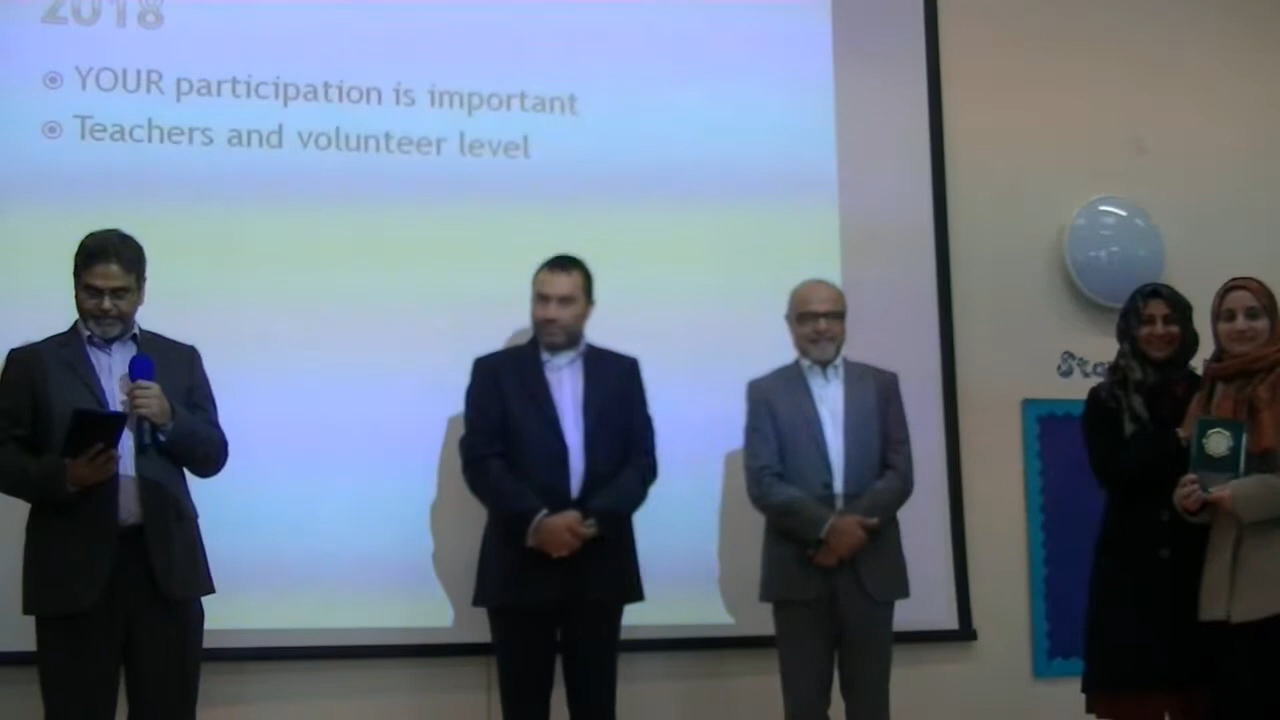 2018
YOUR participation is important
Teachers and volunteer level